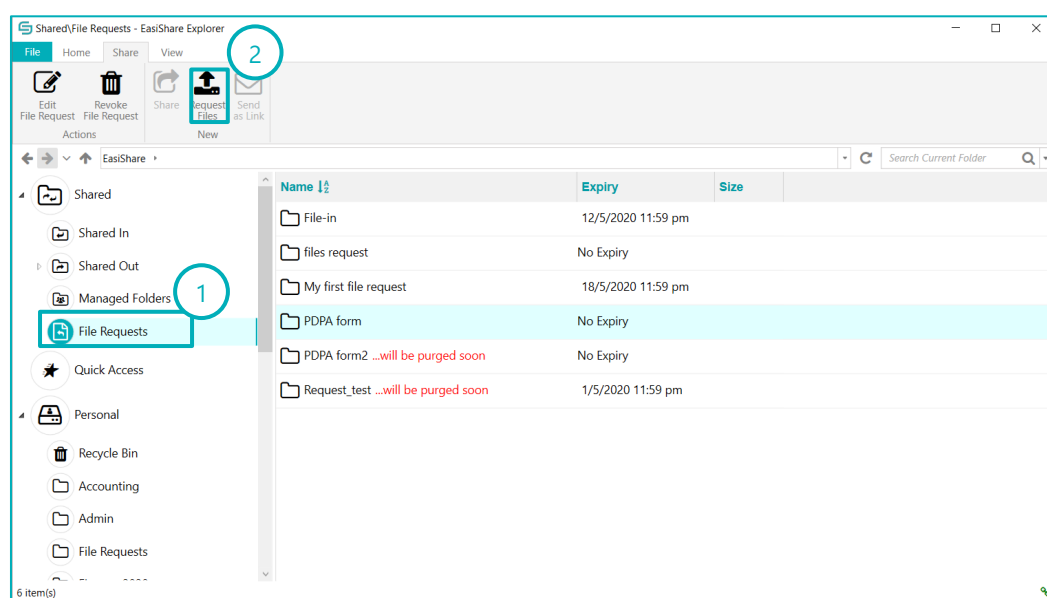 Shared\File Requests - EasiShare Explorer
File Home Share View
2
Edit File Request
Revoke File Request
Share
Request Files
Send as Link
Actions
New
EasiShare
Search Current Folder
Shared
Shared In
Shared Out
Managed Folders
1
File Requests
Quick Access
Personal
Recycle Bin
Accounting
Admin
File Requests
Name Expiry Size
File-in 12/5/2020 11:59 pm
files request No Expiry
My first file request 18/5/2020 11:59 pm
PDPA form No Expiry
PDPA form2 ...will be purged soon No Expiry
Request_test ...will be purged soon 1/5/2020 11:59 pm
6 item(s)